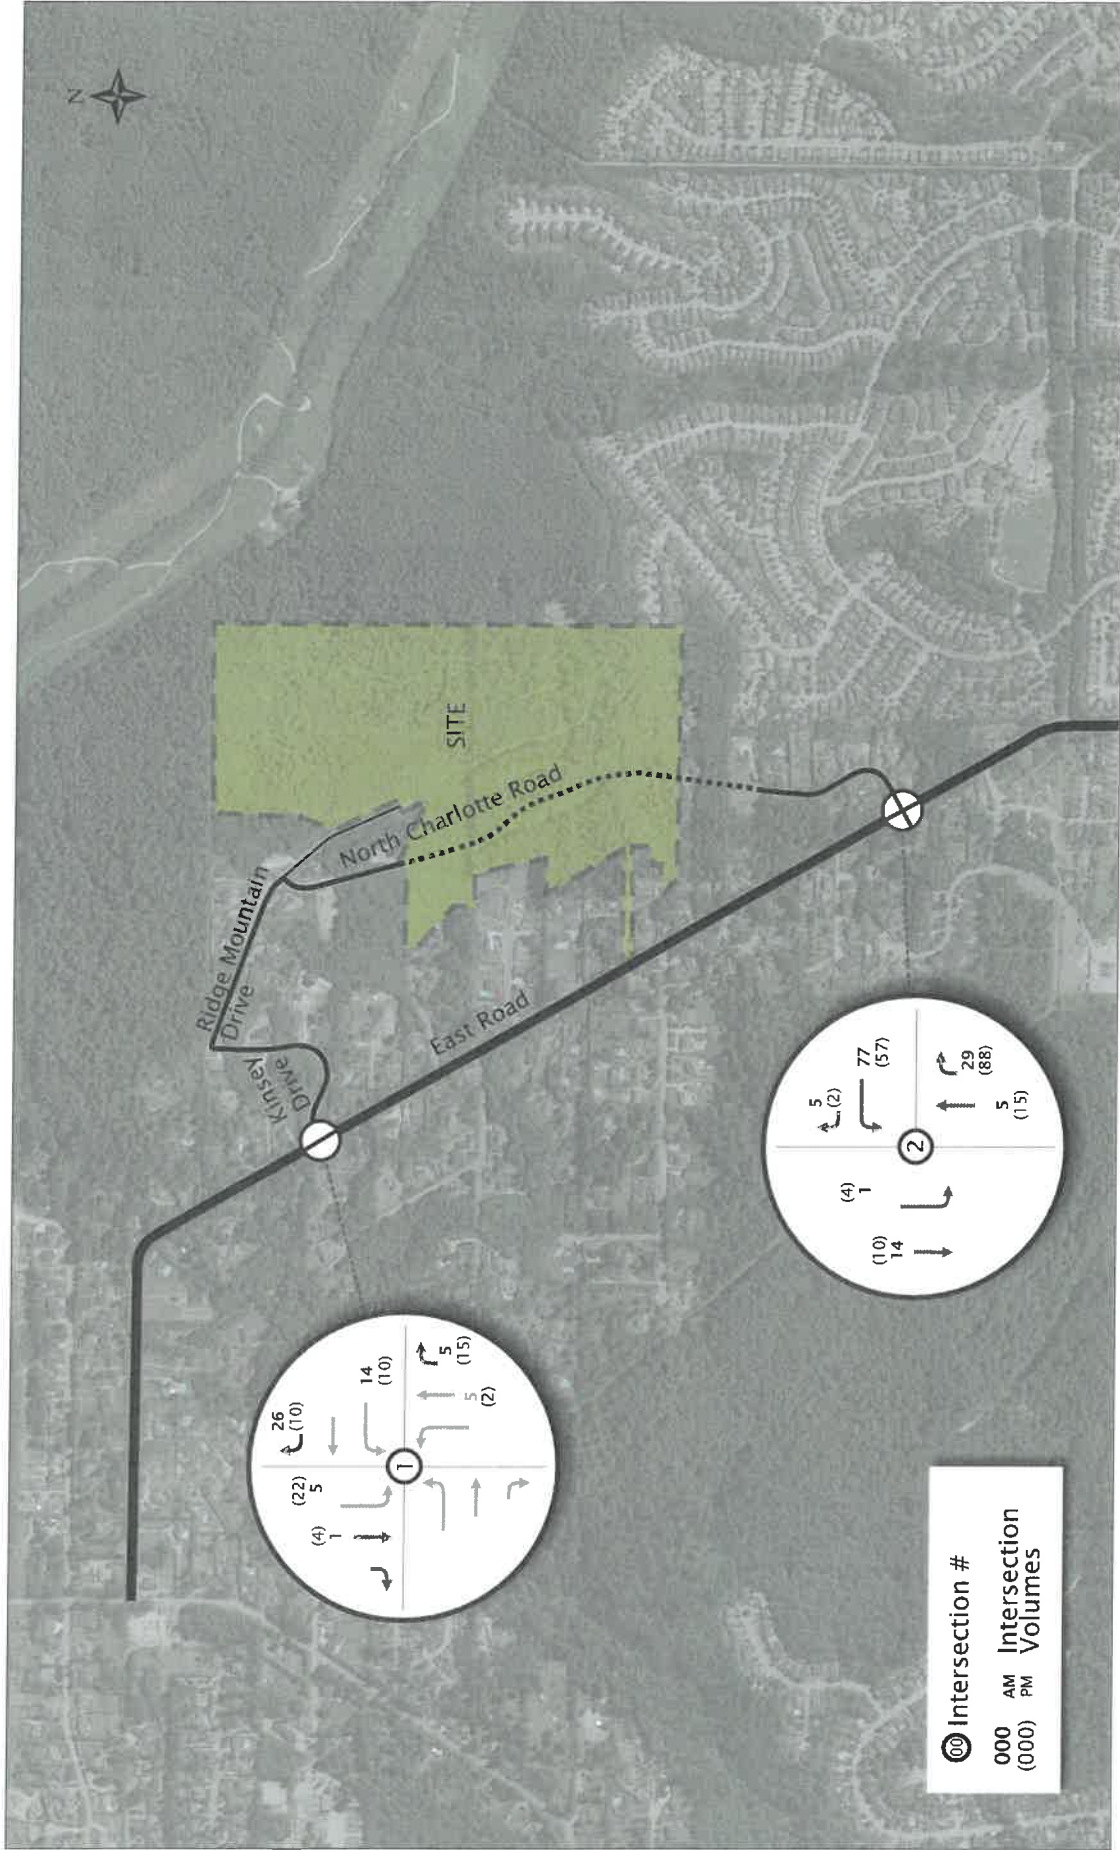 N
SITE
North Charlotte Road
Ridge Mountain
Drive
Kinsey
Drive
East Road
(4)
1
(22)
5
26
(10)
14
(10)
1
5
(2)
5
(15)
(10)
14
(4)
1
5
(2)
77
(57)
2
5
(15)
29
(88)
00 Intersection #
000 AM Intersection
(000) PM Volumes